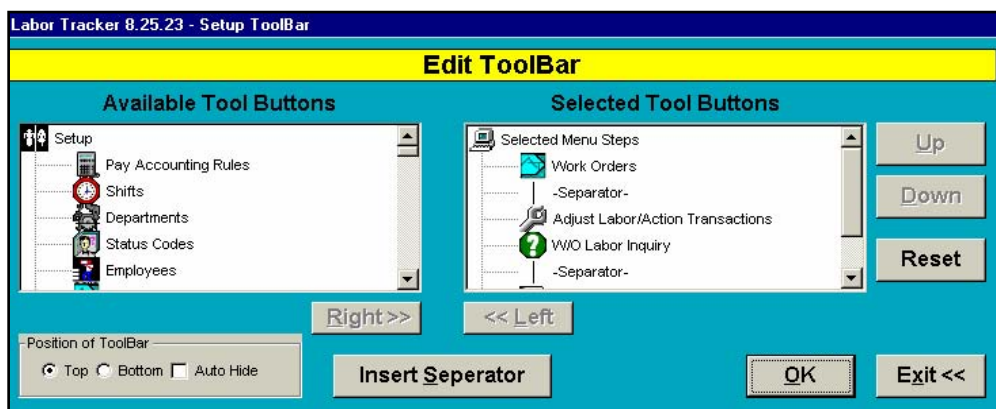 Labor Tracker 8.25.23 - Setup ToolBar
Edit ToolBar
Available Tool Buttons
Setup
Pay Accounting Rules
Shifts
Departments
Status Codes
Employees
Right >>
Selected Tool Buttons
Selected Menu Steps
Work Orders
-Separator-
Adjust Labor/Action Transactions
W/O Labor Inquiry
-Separator-
<< Left
Up
Down
Reset
Position of ToolBar
Top Bottom Auto Hide
Insert Seperator
OK
Exit <<